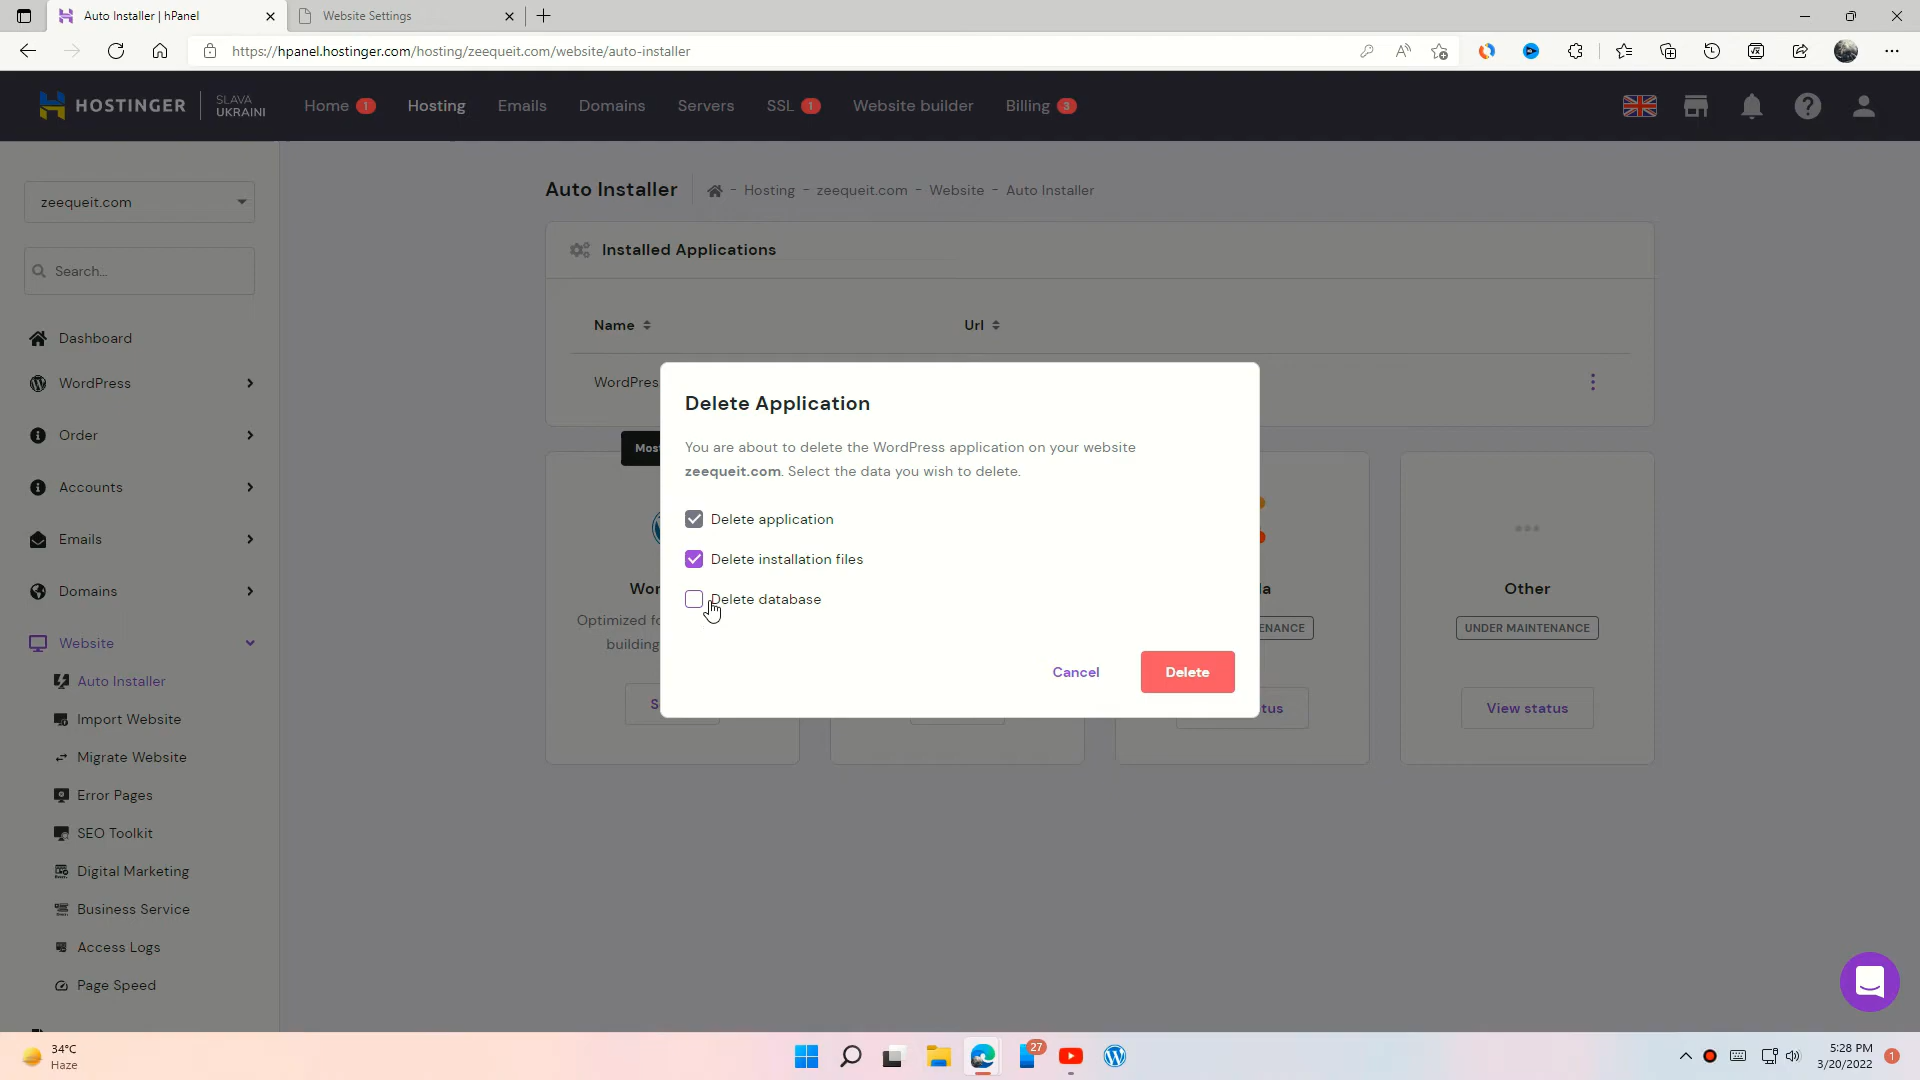 Auto Installer | hPanel
Website Settings
https://hpanel.hostinger.com/hosting/zeequeit.com/website/auto-installer
HOSTINGER
SLAVA
UKRAINI
Home 1
Hosting
Emails
Domains
Servers
SSL 1
Website builder
Billing 3
zeequeit.com
Search...
Dashboard
WordPress
Order
Accounts
Emails
Domains
Website
Auto Installer
Import Website
Migrate Website
Error Pages
SEO Toolkit
Digital Marketing
Business Service
Access Logs
Page Speed
Auto Installer
- Hosting - zeequeit.com - Website - Auto Installer
Installed Applications
Name
Url
WordPres
Delete Application
You are about to delete the WordPress application on your website
zeequeit.com. Select the data you wish to delete.
Delete application
Delete installation files
Delete database
Cancel
Delete
Mos
Wor
Optimized fo
building
S
la
ENANCE
tus
Other
UNDER MAINTENANCE
View status
34°C
Haze
27
5:28 PM
3/20/2022
1